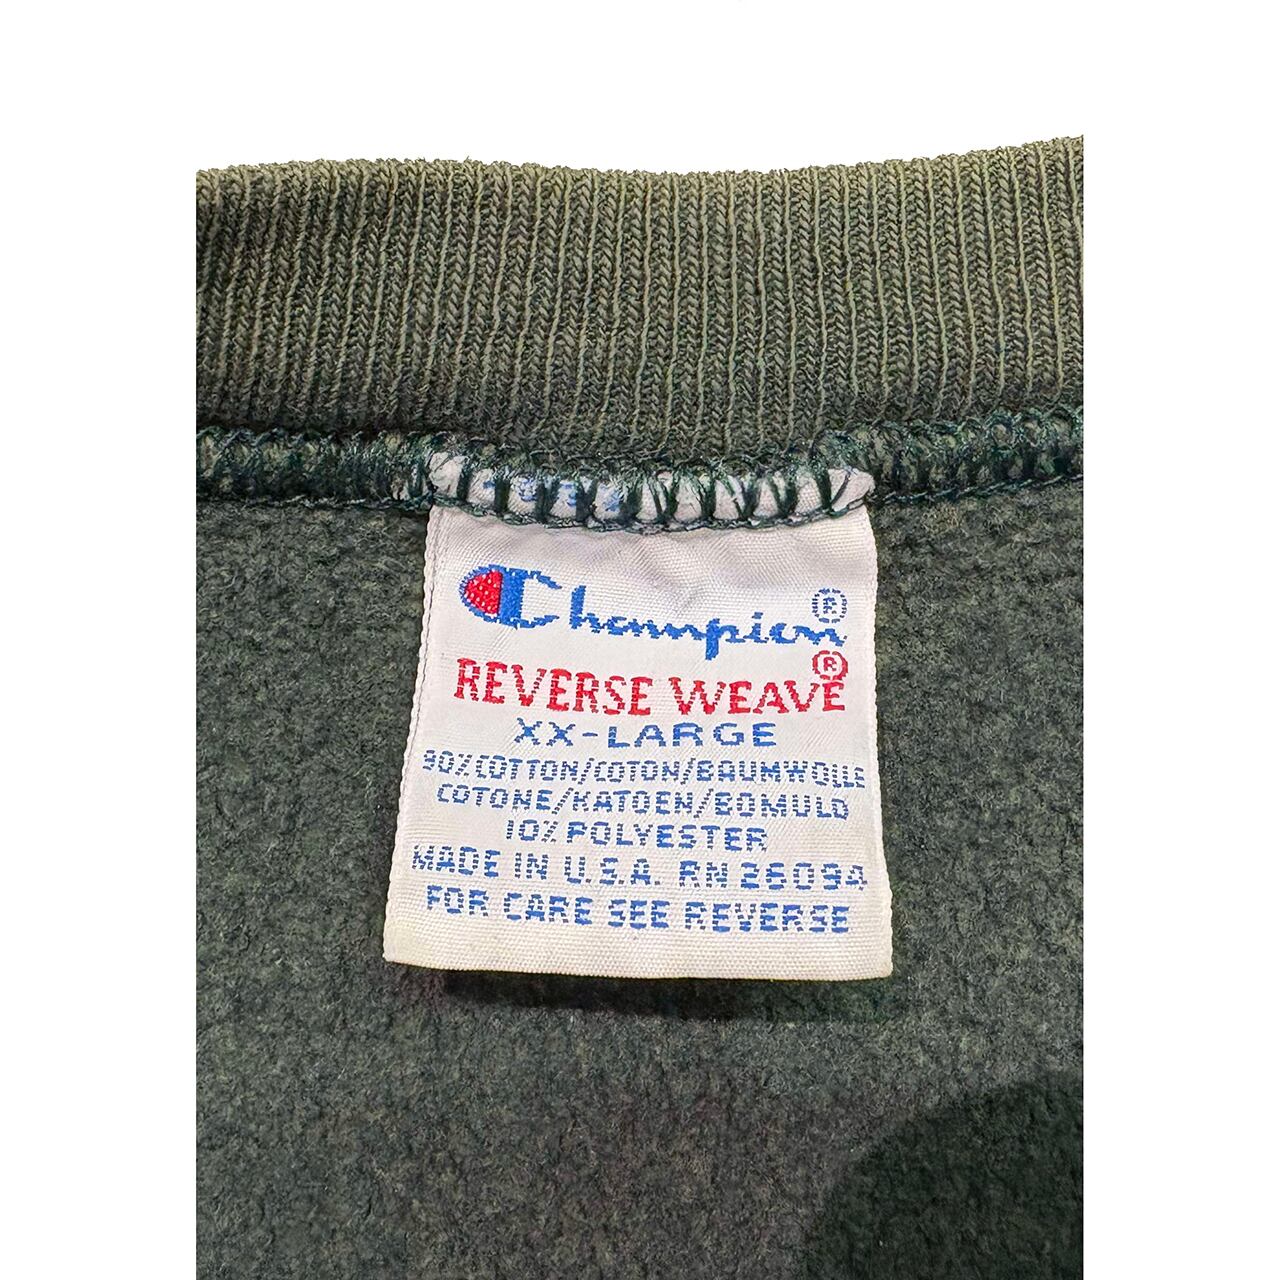 Champion®
REVERSE WEAVE®
XX-LARGE
90% COTTON/COTON/BAUMWOLLE
COTONE/KATOEN/BOMULD
10% POLYESTER
MADE IN U.S.A. RN 26094
FOR CARE SEE REVERSE